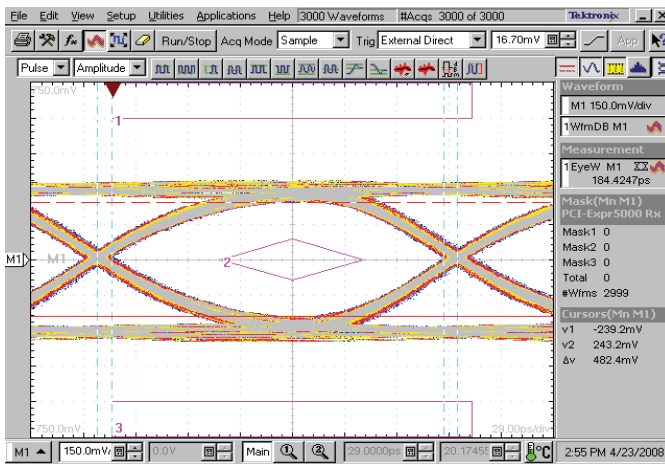 File Edit View Setup Utilities Applications Help 3000 Waveforms #Acqs 3000 of 3000 Tektronix
Run/Stop Acq Mode Sample Trig External Direct 16.70mV App
Pulse Amplitude
750.0mV
1
M1
M1
2
3
750.0mV
29.00ps/div
Waveform
M1 150.0mV/div
1WfmDB M1
Measurement
1EyeW M1
184.4247ps
Mask(Mn M1)
PCI-Expr5000 Rx
Mask1 0
Mask2 0
Mask3 0
Total 0
#Wfms 2999
Cursors(Mn M1)
v1 -239.2mV
v2 243.2mV
Δv 482.4mV
M1 150.0mV/ 0.0V Main 29.0000ps 20.1745 °C 2:55 PM 4/23/2008